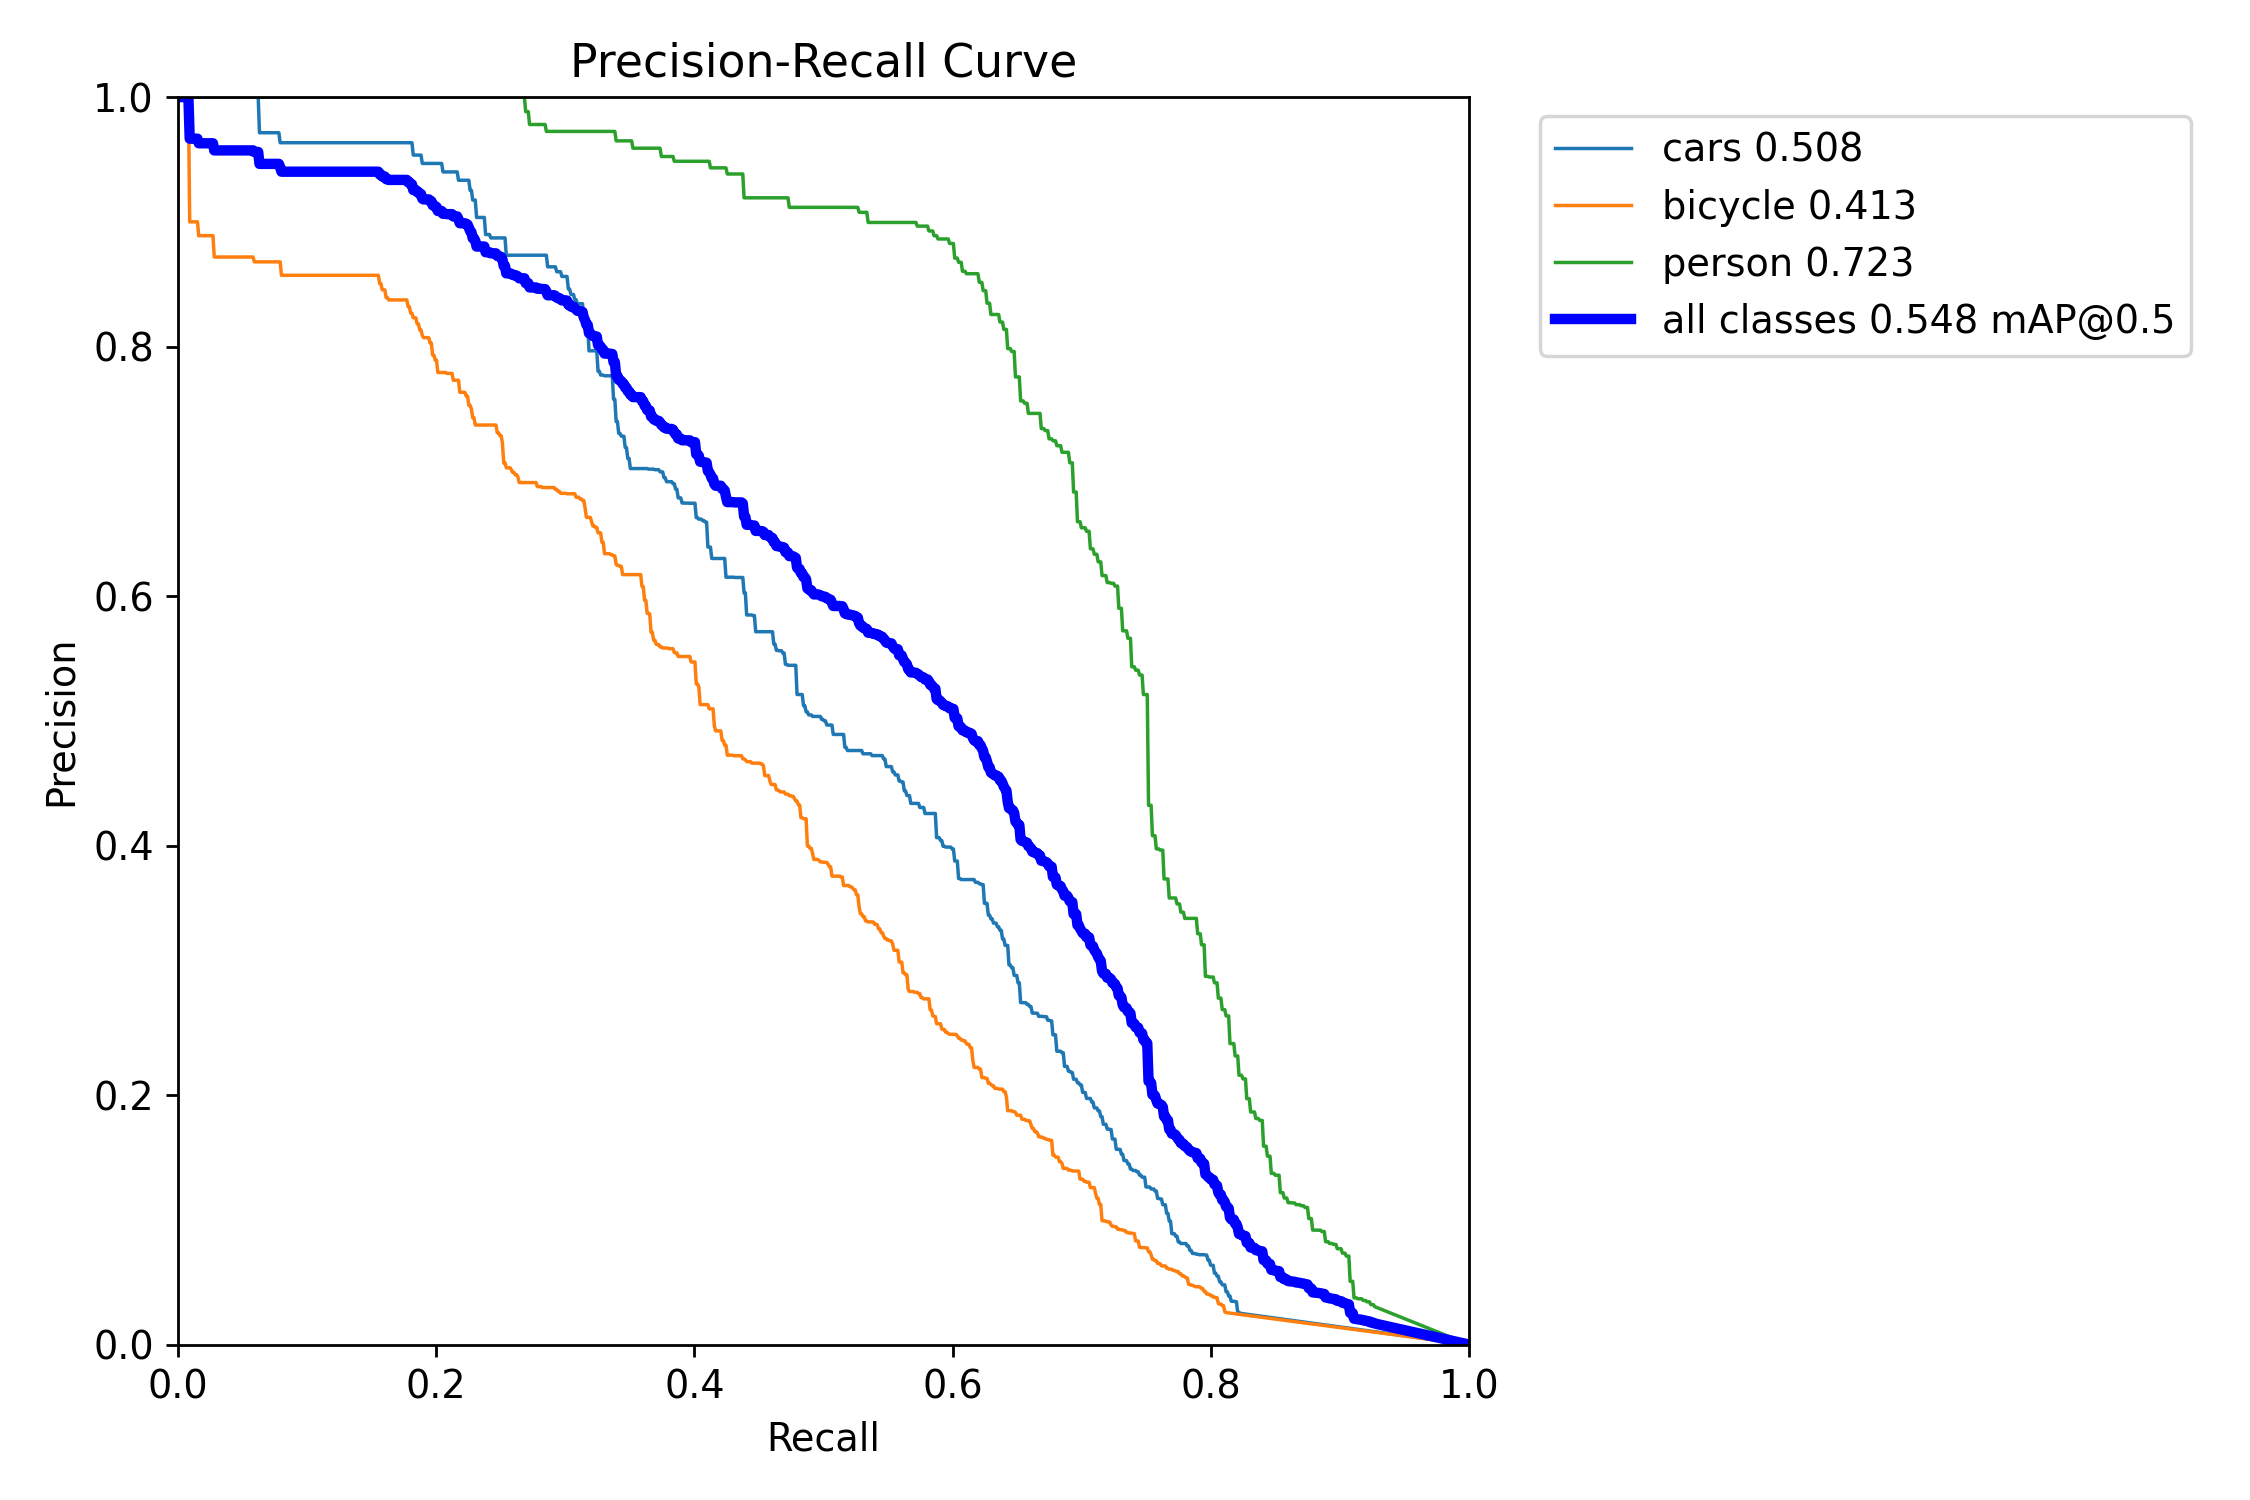 Precision-Recall Curve
1.0
0.8
0.6
0.4
0.2
0.0
Precision
0.0 0.2 0.4 0.6 0.8 1.0
Recall
cars 0.508
bicycle 0.413
person 0.723
all classes 0.548 mAP@0.5